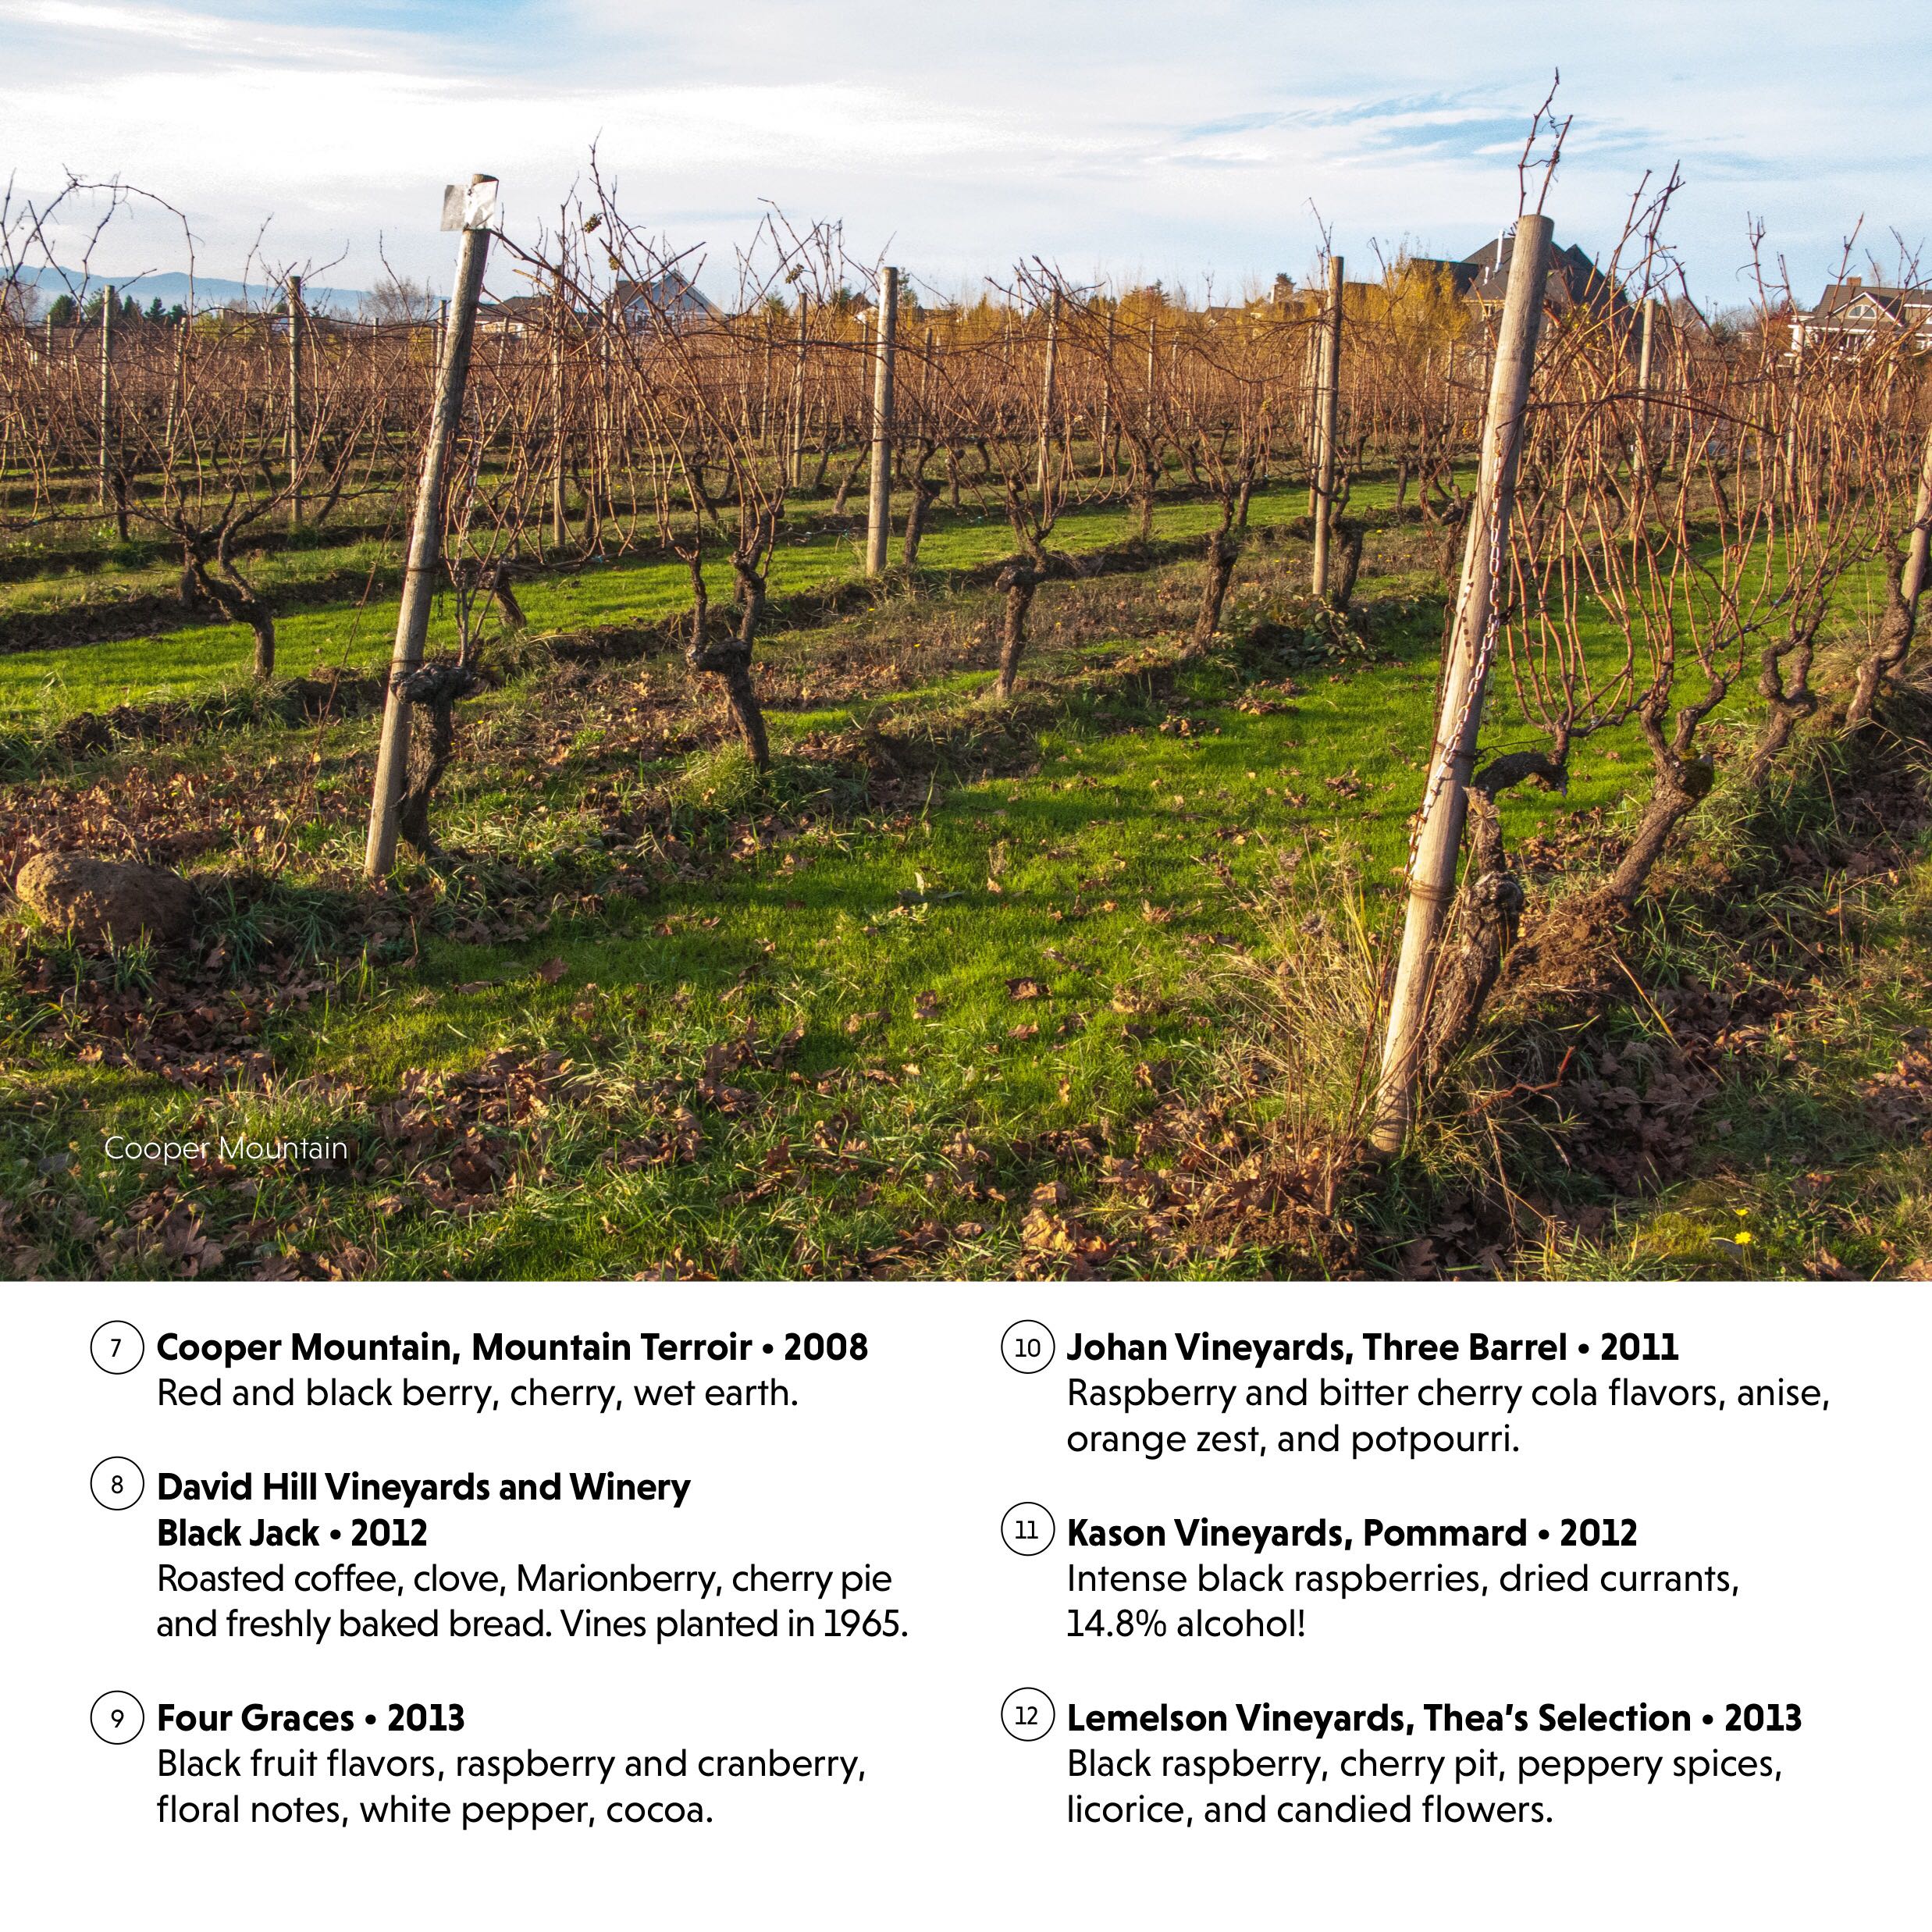 Cooper Mountain
7 Cooper Mountain, Mountain Terroir • 2008
Red and black berry, cherry, wet earth.
8 David Hill Vineyards and Winery
Black Jack • 2012
Roasted coffee, clove, Marionberry, cherry pie
and freshly baked bread. Vines planted in 1965.
9 Four Graces • 2013
Black fruit flavors, raspberry and cranberry,
floral notes, white pepper, cocoa.
10 Johan Vineyards, Three Barrel • 2011
Raspberry and bitter cherry cola flavors, anise,
orange zest, and potpourri.
11 Kason Vineyards, Pommard • 2012
Intense black raspberries, dried currants,
14.8% alcohol!
12 Lemelson Vineyards, Thea’s Selection • 2013
Black raspberry, cherry pit, peppery spices,
licorice, and candied flowers.